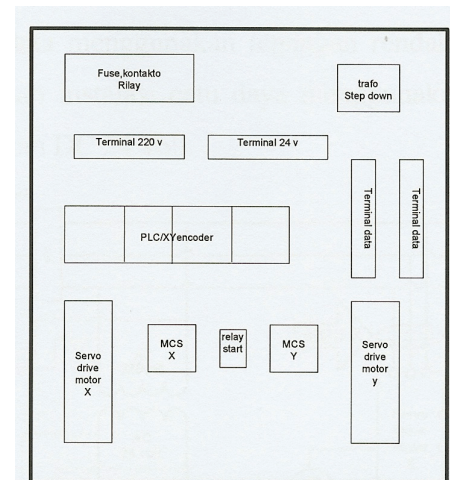 Fuse,kontakto
Rilay
trafo
Step down
Terminal 220 v
Terminal 24 v
Terminal data
Terminal data
PLC/XYencoder
Servo
drive
motor
X
MCS
X
relay
start
MCS
Y
Servo
drive
motor
y